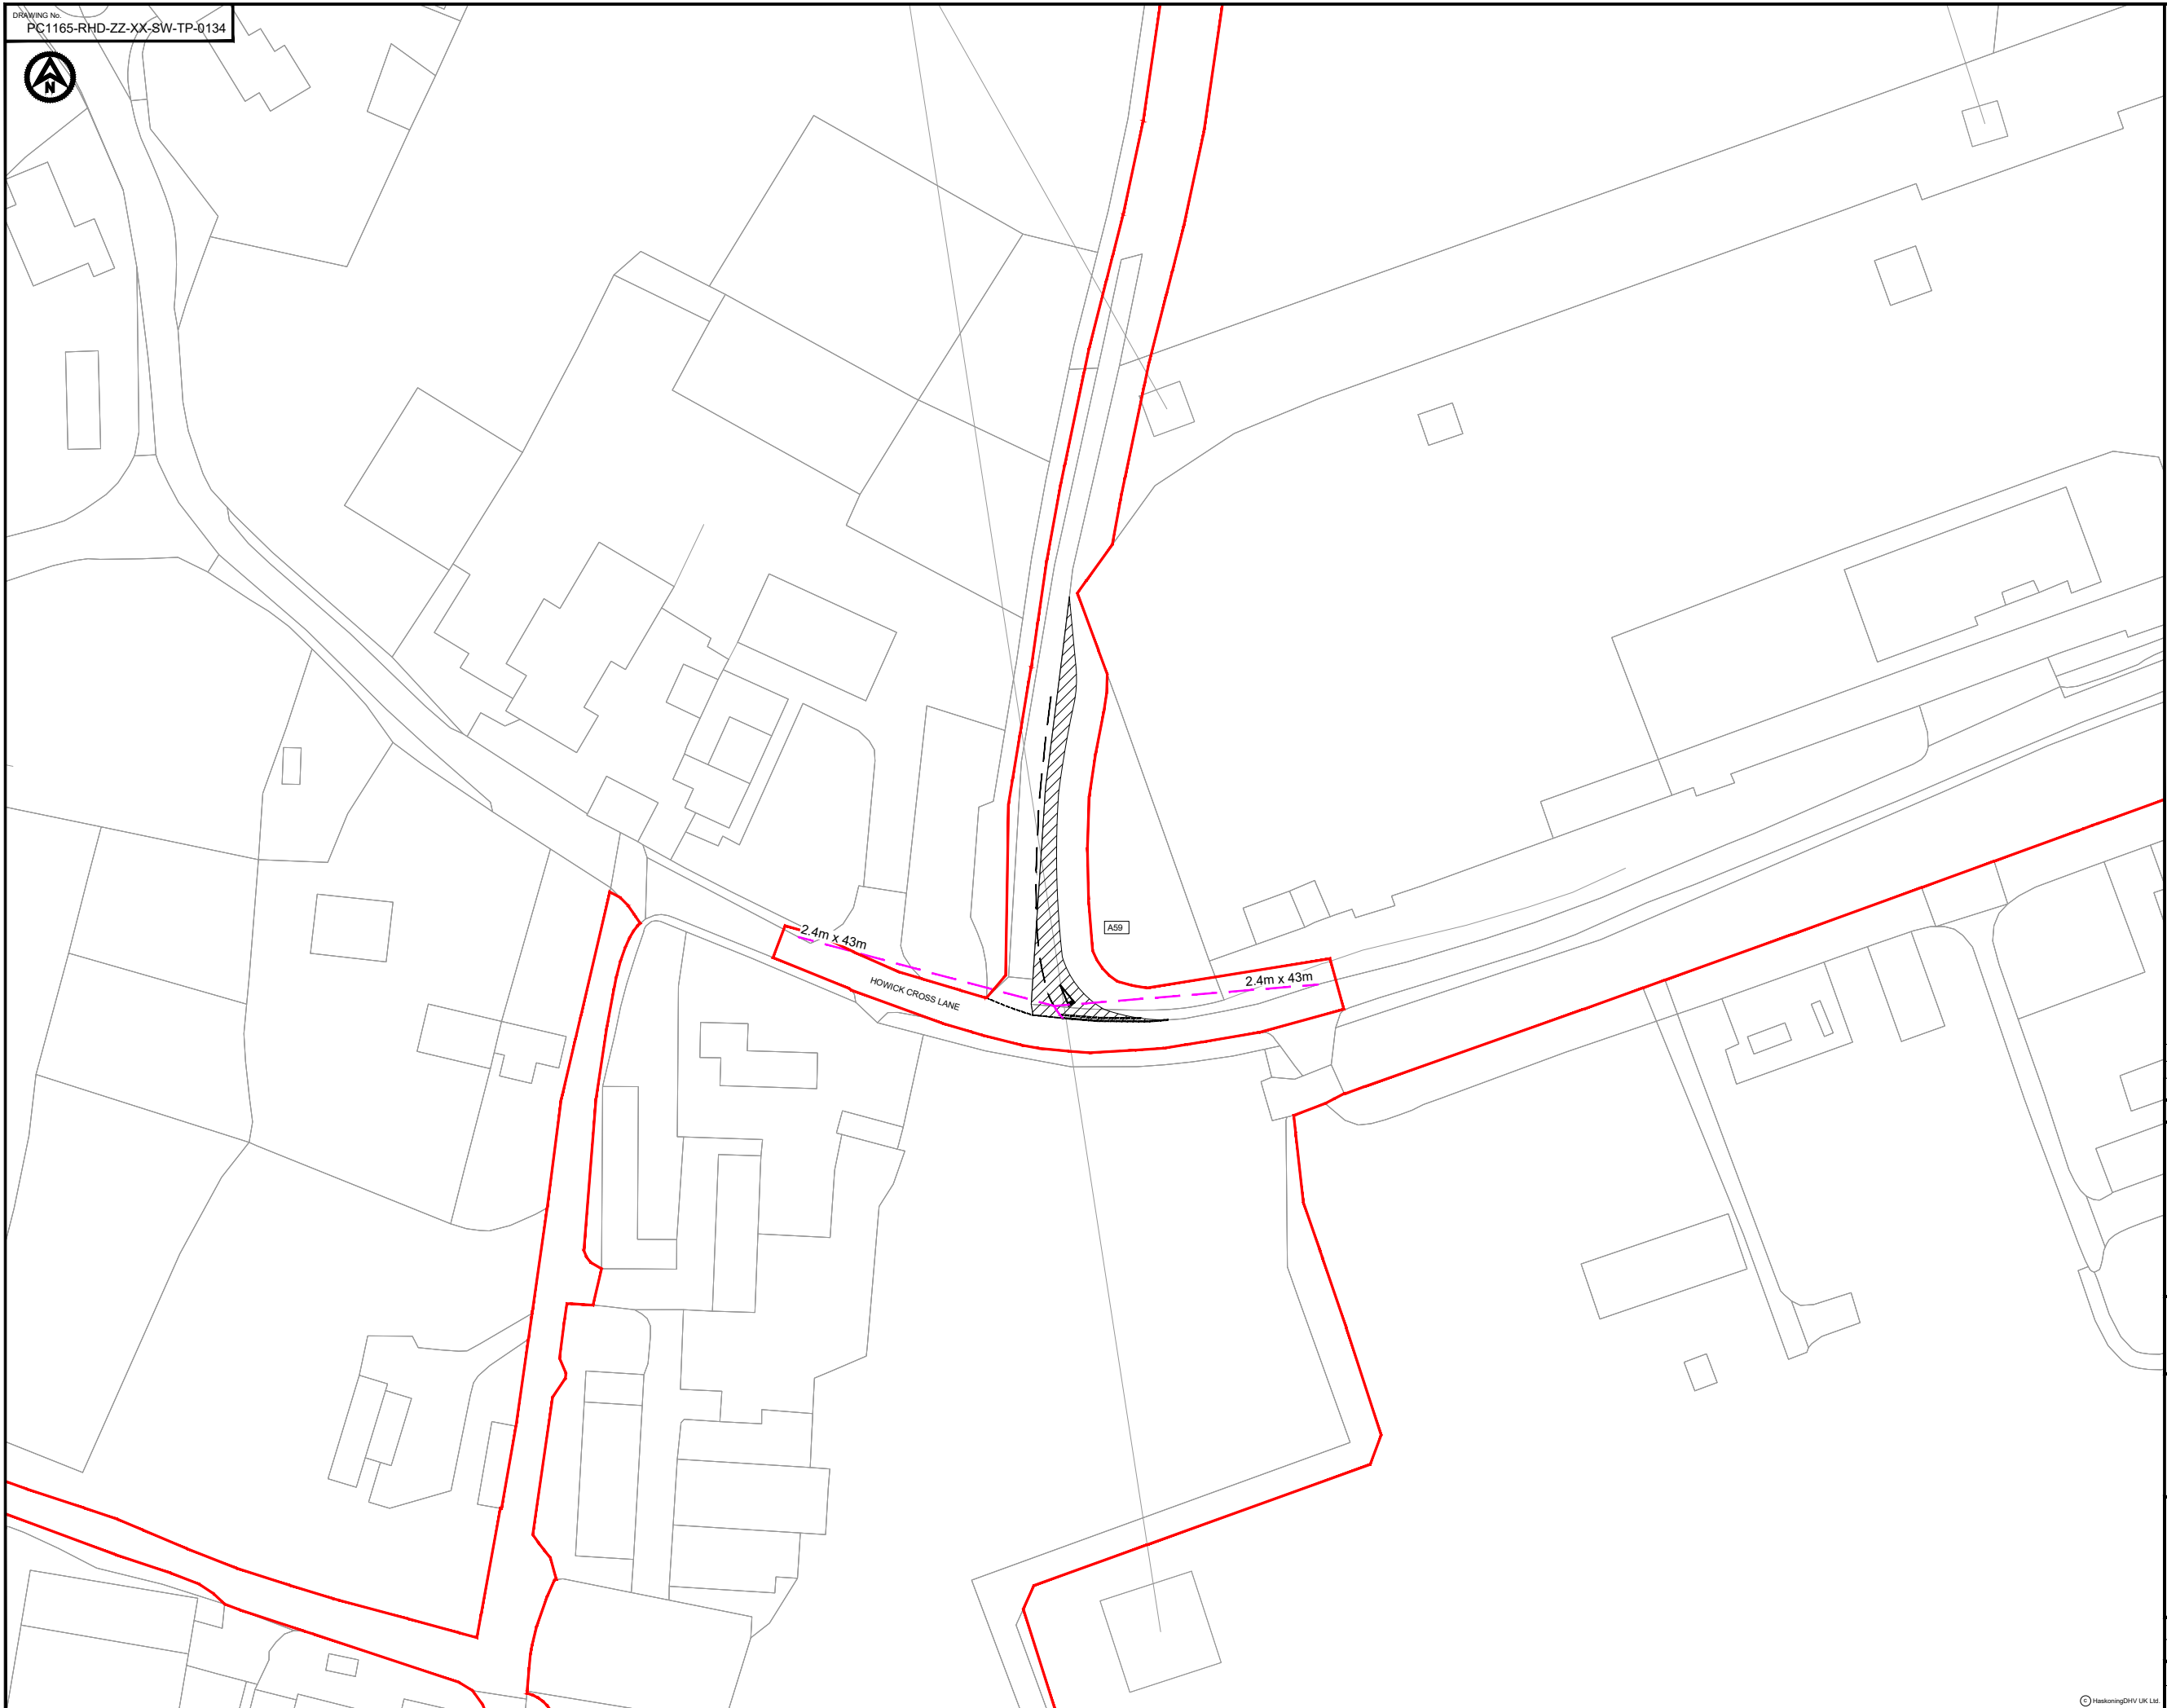 DRAWING No.
PC1165-RHD-ZZ-XX-SW-TP-0134
N
A59
2.4m x 43m
2.4m x 43m
HOWICK CROSS LANE
© HaskoningDHV UK Ltd.